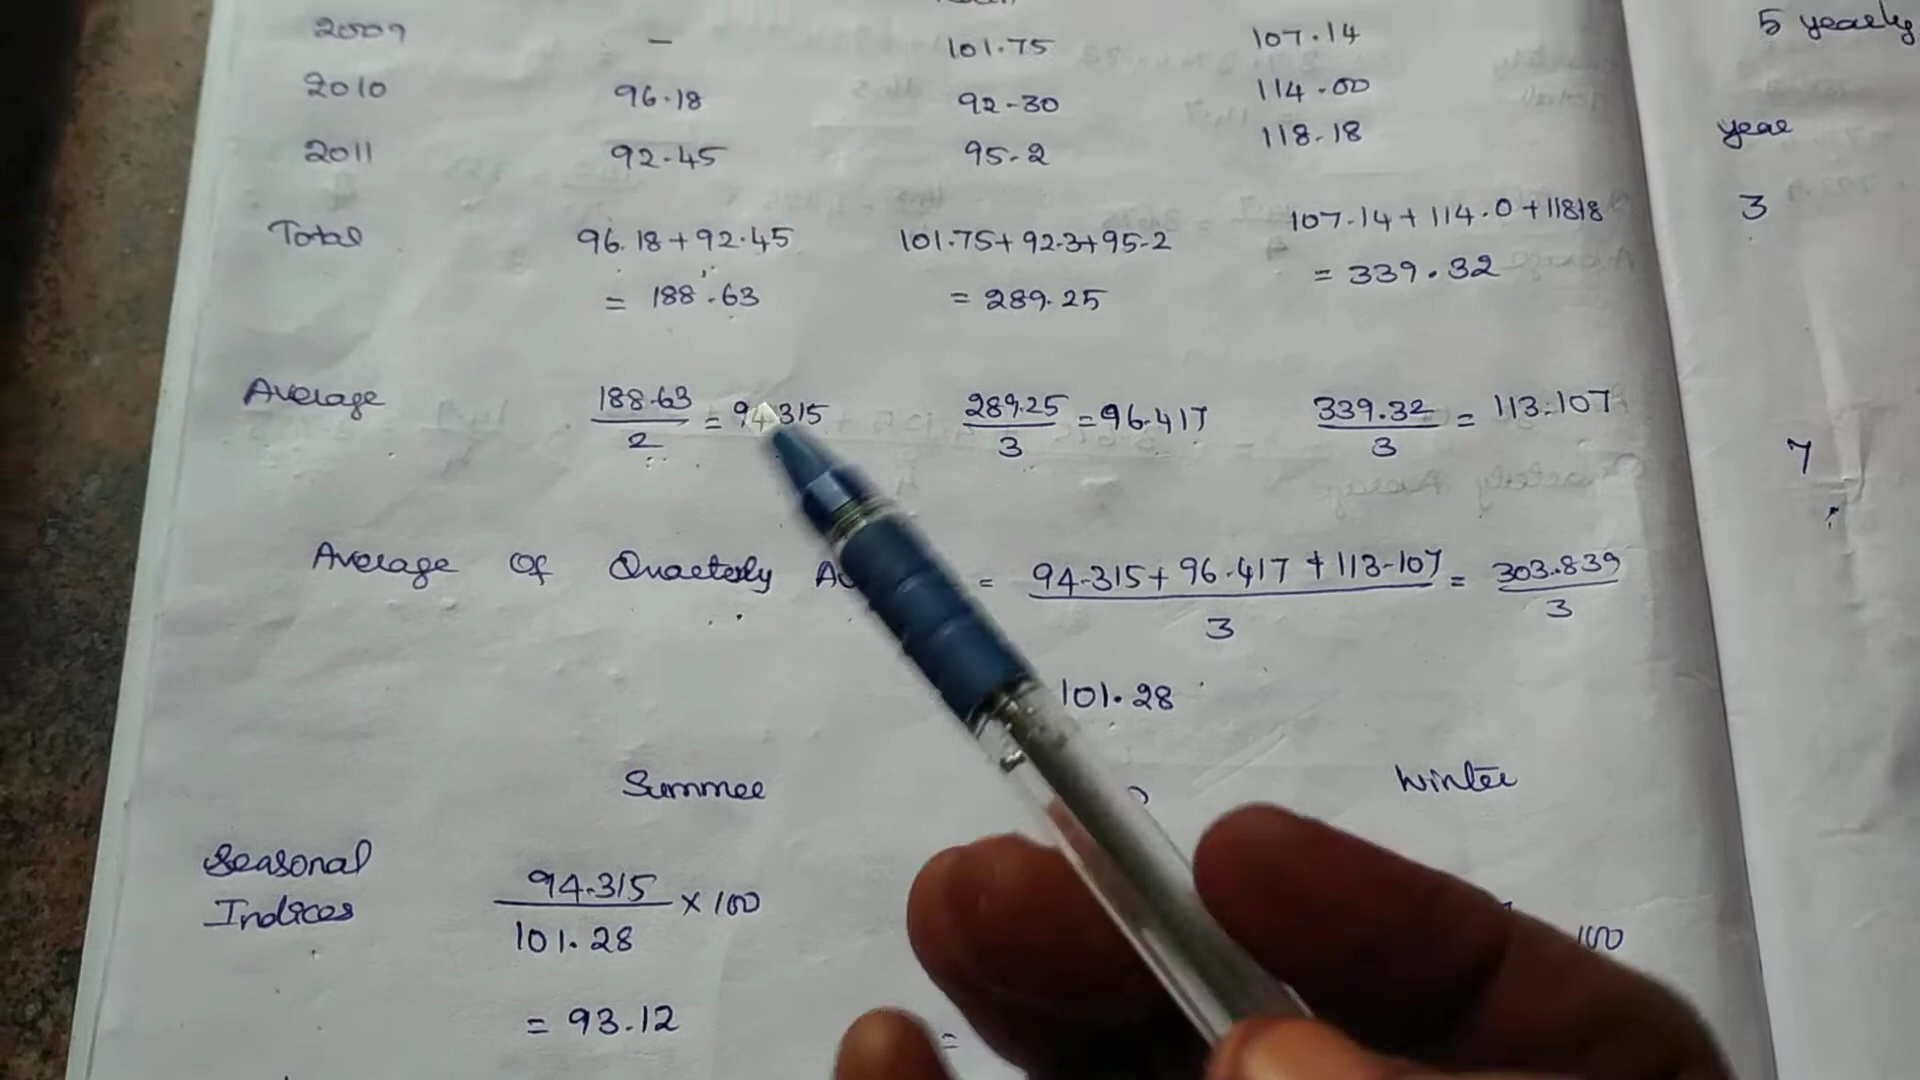 2009 — 101.75 107.14
2010 96.18 92.30 114.00
2011 92.45 95.2 118.18
Total 96.18 + 92.45 101.75 + 92.3 + 95.2 107.14 + 114.0 + 11818
= 188.63 = 289.25 = 339.32
Average 188.63/2 = 94.315 289.25/3 = 96.417 339.32/3 = 113.107
Average Of Quarterly = 94.315 + 96.417 + 113.107/3 = 303.839/3
101.28
Summer Winter
Seasonal Indices 94.315/101.28 × 100 100
= 93.12 =
5 yearly
year
3
7